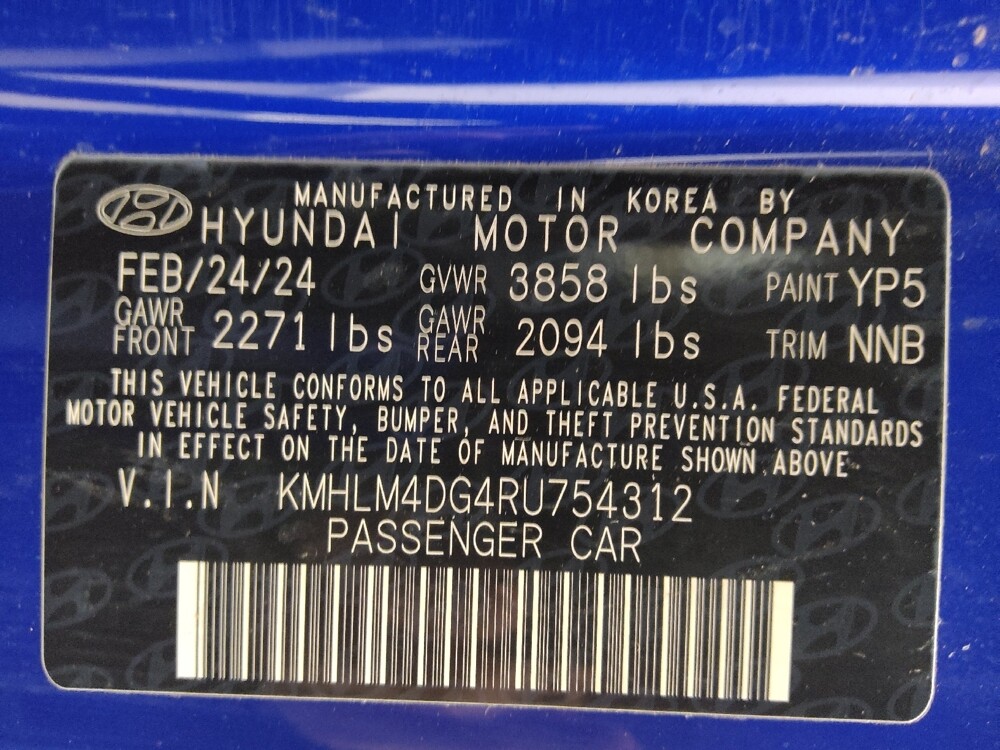 MANUFACTURED IN KOREA BY
HYUNDAI MOTOR COMPANY
FEB/24/24 GVWR 3858 lbs PAINT YP5
GAWR FRONT 2271 lbs GAWR REAR 2094 lbs TRIM NNB
THIS VEHICLE CONFORMS TO ALL APPLICABLE U.S.A. FEDERAL
MOTOR VEHICLE SAFETY, BUMPER, AND THEFT PREVENTION STANDARDS
IN EFFECT ON THE DATE OF MANUFACTURE SHOWN ABOVE
V.I.N KMHLM4DG4RU754312
PASSENGER CAR